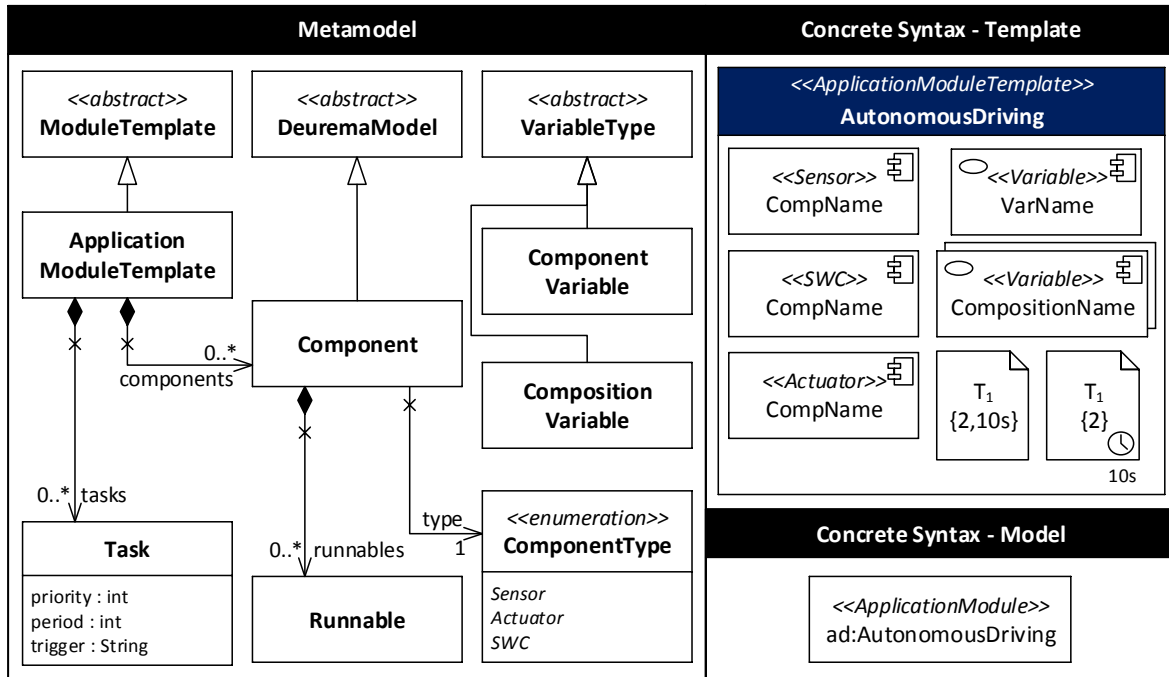 Metamodel
<<abstract>>
ModuleTemplate
<<abstract>>
DeuremaModel
<<abstract>>
VariableType
Application
ModuleTemplate
Component
Variable
0..*
components
Component
Composition
Variable
0..* tasks
Task
priority : int
period : int
trigger : String
0..* runnables
Runnable
type
1
<<enumeration>>
ComponentType
Sensor
Actuator
SWC
Concrete Syntax - Template
<<ApplicationModuleTemplate>>
AutonomousDriving
<<Sensor>>
CompName
<<Variable>>
VarName
<<SWC>>
CompName
<<Variable>>
CompositionName
<<Actuator>>
CompName
T₁
{2,10s}
T₁
{2}
10s
Concrete Syntax - Model
<<ApplicationModule>>
ad:AutonomousDriving